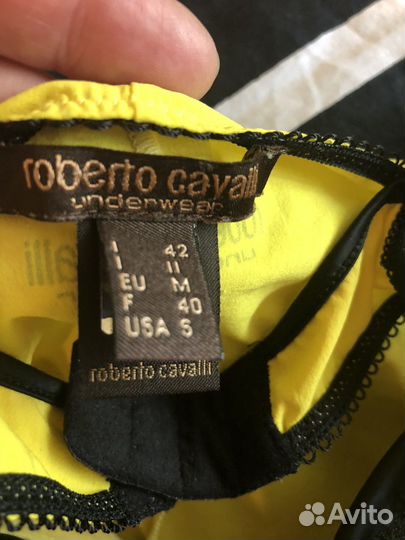 roberto cavalli
underwear
I 42
I II
EU M
F 40
USA S
roberto cavalli
Avito